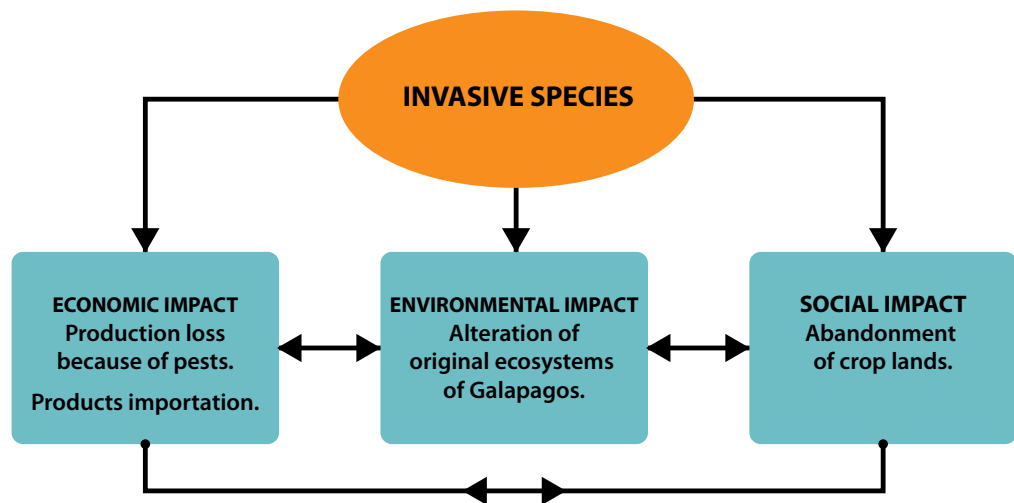 INVASIVE SPECIES
ECONOMIC IMPACT
Production loss
because of pests.
Products importation.
ENVIRONMENTAL IMPACT
Alteration of
original ecosystems
of Galapagos.
SOCIAL IMPACT
Abandonment
of crop lands.